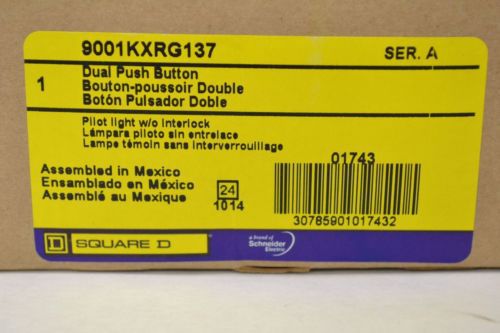 9001KXRG137 SER. A
1 Dual Push Button
Bouton-poussoir Double
Botón Pulsador Doble
Pilot light w/o Interlock
Lámpara piloto sin entrelace
Lampe témoin sans interverrouillage
Assembled in Mexico
Ensamblado en México
Assemblé au Mexique
24
1014
01743
30785901017432
D SQUARE D
a brand of
Schneider
Electric